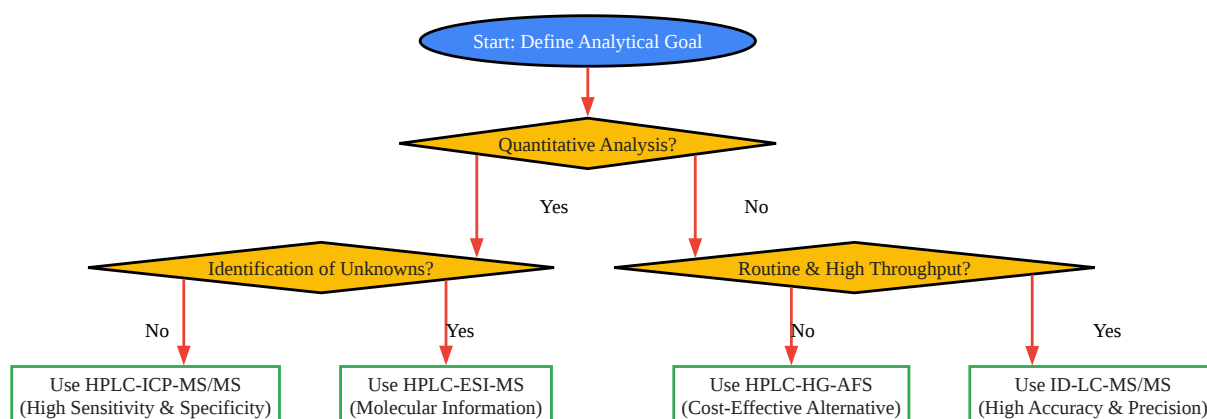 Start: Define Analytical Goal
Quantitative Analysis?
Yes
No
Identification of Unknowns?
Routine & High Throughput?
No
Yes
No
Yes
Use HPLC-ICP-MS/MS
(High Sensitivity & Specificity)
Use HPLC-ESI-MS
(Molecular Information)
Use HPLC-HG-AFS
(Cost-Effective Alternative)
Use ID-LC-MS/MS
(High Accuracy & Precision)